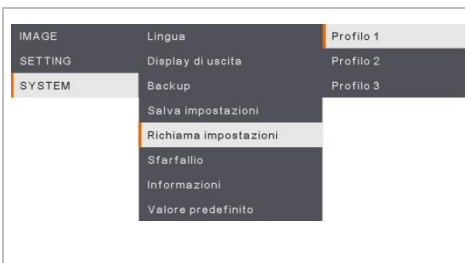 IMAGE
SETTING
SYSTEM
Lingua
Display di uscita
Backup
Salva impostazioni
Richiama impostazioni
Sfarfallio
Informazioni
Valore predefinito
Profilo 1
Profilo 2
Profilo 3